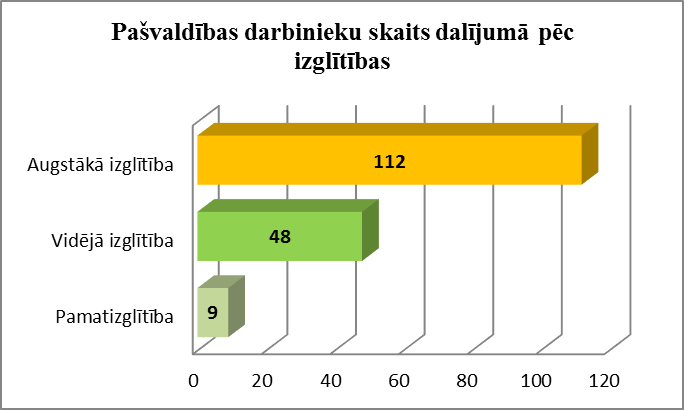 Pašvaldības darbinieku skaits dalījumā pēc
izglītības
Augstākā izglītība
112
Vidējā izglītība
48
Pamatizglītība
9
0 20 40 60 80 100 120